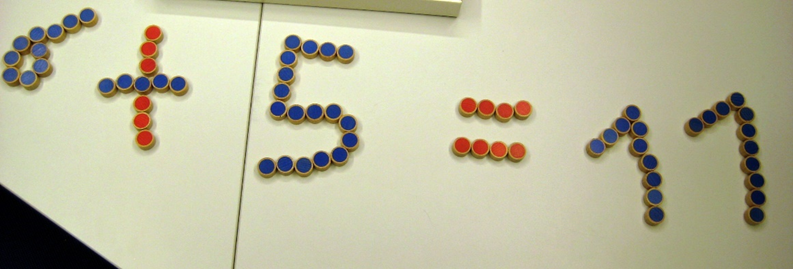 6 + 5 = 11